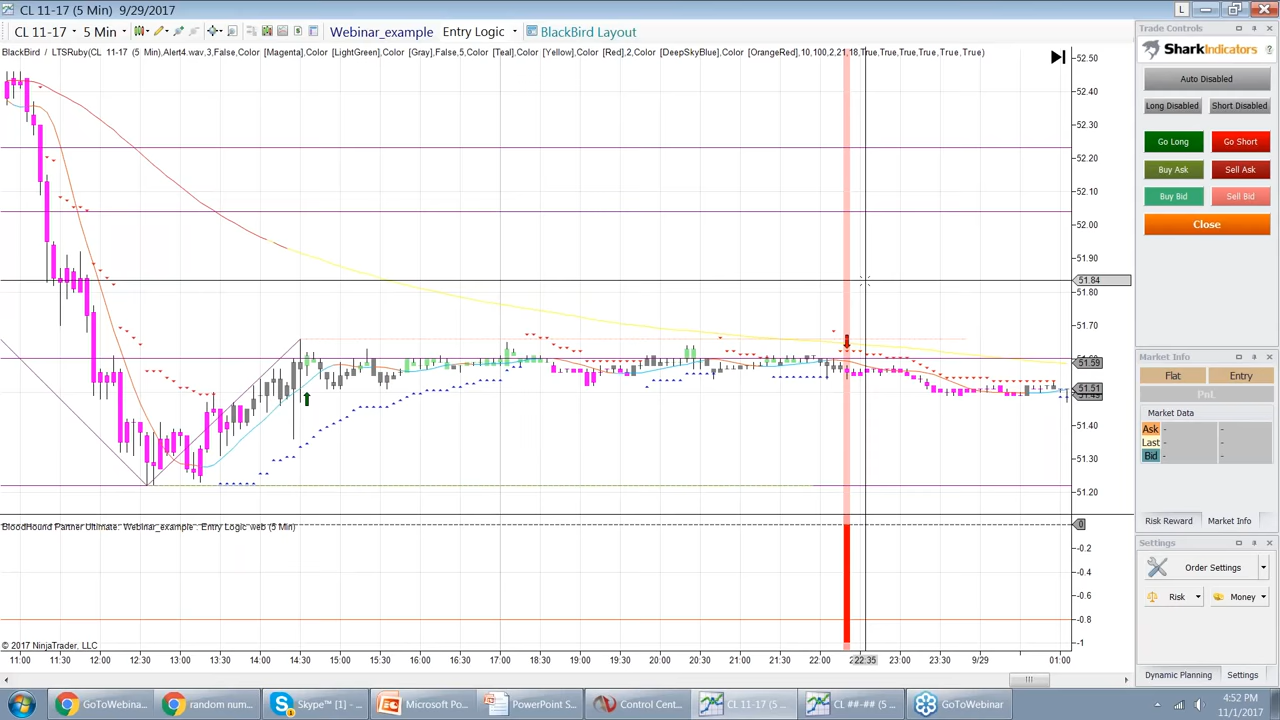 CL 11-17 (5 Min) 9/29/2017
L
CL 11-17 5 Min Webinar_example Entry Logic BlackBird Layout
BlackBird / LTSRuby(CL 11-17 (5 Min),Alert4.wav,3,False,Color [Magenta],Color [LightGreen],Color [Gray],False,5,Color [Teal],Color [Yellow],Color [Red],2,Color [DeepSkyBlue],Color [OrangeRed],10,100,2,21,18,True,True,True,True,True)
52.50
52.40
52.30
52.20
52.10
52.00
51.90
51.84
51.80
51.70
51.59
51.51
51.40
51.30
51.20
BloodHound Partner Ultimate: Webinar_example : Entry Logic web (5 Min)
0
-0.2
-0.4
-0.6
-0.8
-1
© 2017 NinjaTrader, LLC
11:00 11:30 12:00 12:30 13:00 13:30 14:00 14:30 15:00 15:30 16:00 16:30 17:30 18:30 19:00 19:30 20:00 20:30 21:00 21:30 22:00 22:35 23:00 23:30 9/29 01:00
Trade Controls
SharkIndicators ?
Auto Disabled
Long Disabled Short Disabled
Go Long Go Short
Buy Ask Sell Ask
Buy Bid Sell Bid
Close
Market Info
Flat Entry
PnL
Market Data
Ask - -
Last - -
Bid - -
Risk Reward Market Info
Settings
Order Settings
Risk Money
Dynamic Planning Settings
GoToWebina... random num... Skype™ [1] - ... Microsoft Po... PowerPoint S... Control Cent... CL 11-17 (5 ... CL ##-## (5 ... GoToWebinar
4:52 PM
11/1/2017